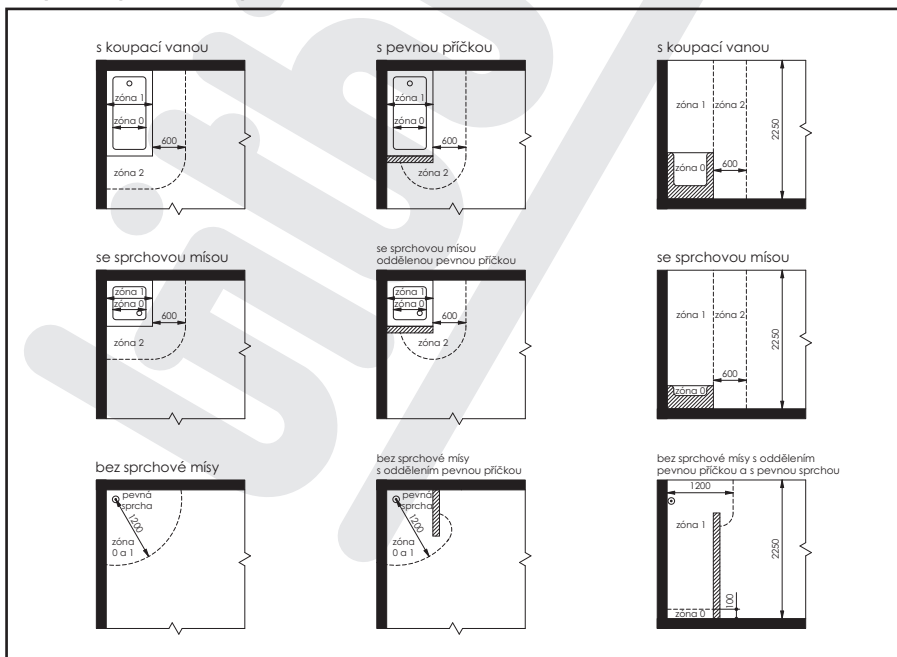 s koupací vanou
zóna 1
zóna 0
600
zóna 2
s pevnou příčkou
zóna 1
zóna 0
600
zóna 2
s koupací vanou
zóna 1
zóna 2
2250
zóna 0
600
se sprchovou mísou
zóna 1
zóna 0
600
zóna 2
se sprchovou mísou
oddělenou pevnou příčkou
zóna 1
zóna 0
600
zóna 2
se sprchovou mísou
zóna 1
zóna 2
2250
600
zóna 0
bez sprchové mísy
pevná
sprcha
1200
zóna
0 a 1
bez sprchové mísy
s oddělením pevnou příčkou
pevná
sprcha
1200
zóna
0 a 1
bez sprchové mísy s oddělením
pevnou příčkou a s pevnou sprchou
1200
zóna 1
2250
100
zóna 0